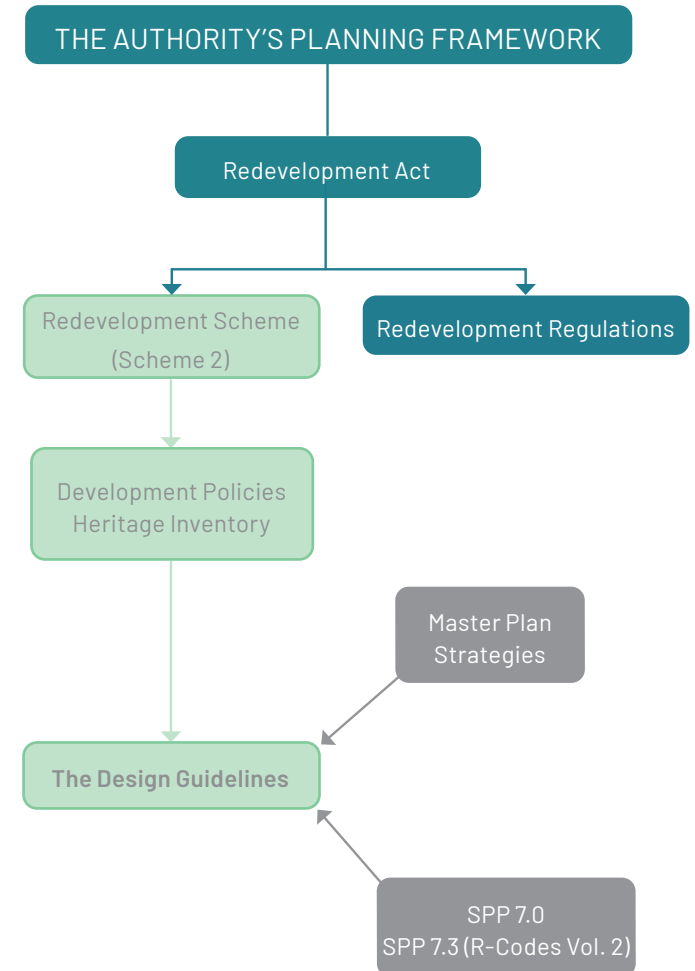 THE AUTHORITY’S PLANNING FRAMEWORK
Redevelopment Act
Redevelopment Scheme
(Scheme 2)
Redevelopment Regulations
Development Policies
Heritage Inventory
Master Plan
Strategies
The Design Guidelines
SPP 7.0
SPP 7.3 (R-Codes Vol. 2)